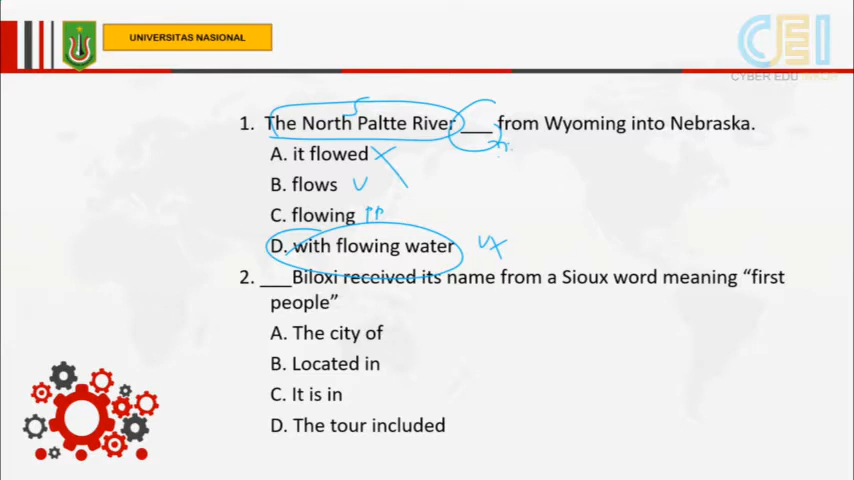 UNIVERSITAS NASIONAL
CEI
CYBER EDU
1. The North Paltte River ___ from Wyoming into Nebraska.
A. it flowed
B. flows
C. flowing
D. with flowing water
2. ___Biloxi received its name from a Sioux word meaning “first
people”
A. The city of
B. Located in
C. It is in
D. The tour included